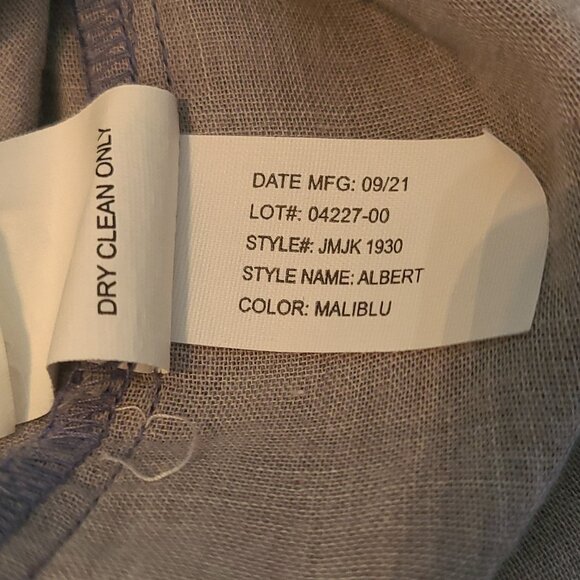 DRY CLEAN ONLY
DATE MFG: 09/21
LOT#: 04227-00
STYLE#: JMJK 1930
STYLE NAME: ALBERT
COLOR: MALIBLU